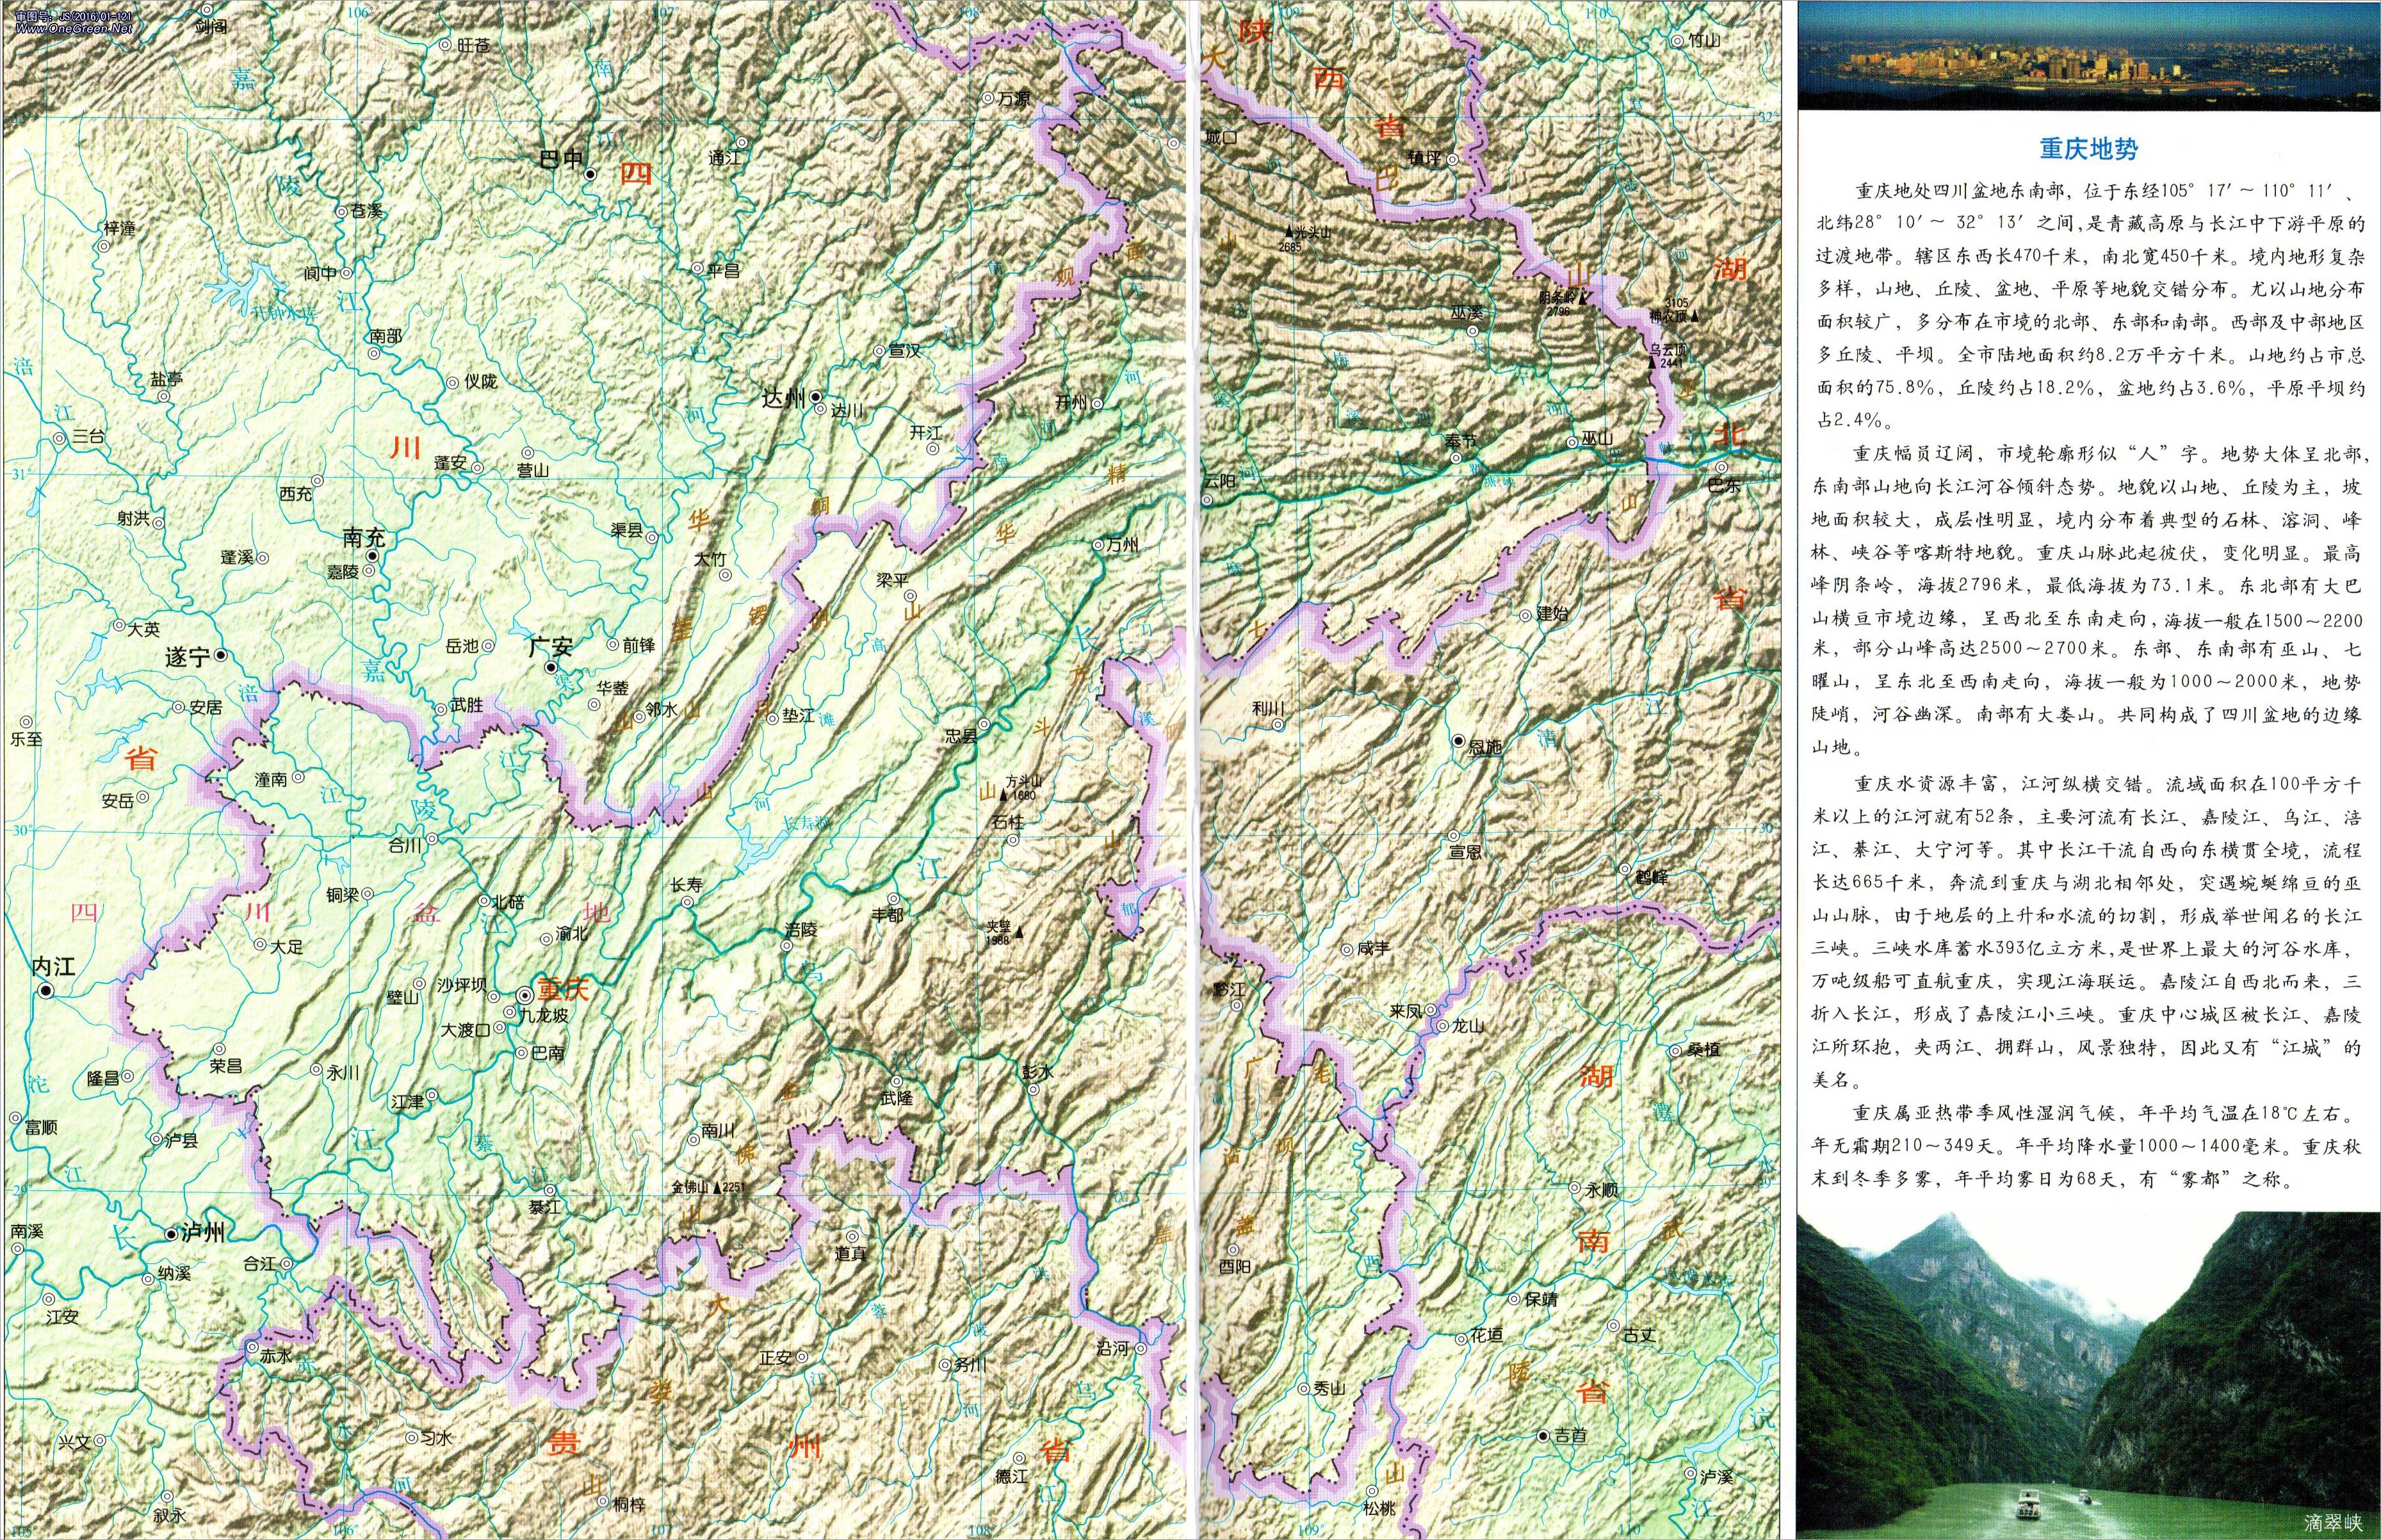 审图号：JS(2016)01-121
Www.OneGreen.Net
重庆地势
重庆地处四川盆地东南部，位于东经105°17′～110°11′、
北纬28°10′～32°13′之间，是青藏高原与长江中下游平原的
过渡地带。辖区东西长470千米，南北宽450千米。境内地形复杂
多样，山地、丘陵、盆地、平原等地貌交错分布。尤以山地分布
面积较广，多分布在市境的北部、东部和南部。西部及中部地区
多丘陵、平坝。全市陆地面积约8.2万平方千米。山地约占市总
面积的75.8%，丘陵约占18.2%，盆地约占3.6%，平原平坝约
占2.4%。
重庆幅员辽阔，市境轮廓形似“人”字。地势大体呈北部，
东南部山地向长江河谷倾斜态势。地貌以山地、丘陵为主，坡
地面积较大，成层性明显，境内分布着典型的石林、溶洞、峰
林、峡谷等喀斯特地貌。重庆山脉此起彼伏，变化明显。最高
峰阴条岭，海拔2796米，最低海拔为73.1米。东北部有大巴
山横亘市境边缘，呈西北至东南走向，海拔一般在1500～2200
米，部分山峰高达2500～2700米。东部、东南部有巫山、七
曜山，呈东北至西南走向，海拔一般为1000～2000米，地势
陡峭，河谷幽深。南部有大娄山。共同构成了四川盆地的边缘
山地。
重庆水资源丰富，江河纵横交错。流域面积在100平方千
米以上的江河就有52条，主要河流有长江、嘉陵江、乌江、涪
江、綦江、大宁河等。其中长江干流自西向东横贯全境，流程
长达665千米，奔流到重庆与湖北相邻处，突遇蜿蜒绵亘的巫
山山脉，由于地层的上升和水流的切割，形成举世闻名的长江
三峡。三峡水库蓄水393亿立方米，是世界上最大的河谷水库，
万吨级船可直航重庆，实现江海联运。嘉陵江自西北而来，三
折入长江，形成了嘉陵江小三峡。重庆中心城区被长江、嘉陵
江所环抱，夹两江、拥群山，风景独特，因此又有“江城”的
美名。
重庆属亚热带季风性湿润气候，年平均气温在18℃左右。
年无霜期210～349天。年平均降水量1000～1400毫米。重庆秋
末到冬季多雾，年平均雾日为68天，有“雾都”之称。
滴翠峡
剑阁
旺苍
万源
竹山
城口
镇坪
巴中
通江
苍溪
梓潼
阆中
平昌
光头山
2685
阴条岭
2796
3105
神农顶
巫溪
乌云顶
2441
升钟水库
南部
宣汉
盐亭
仪陇
达州
达川
开州
三台
开江
蓬安
营山
奉节
巫山
云阳
巴东
西充
射洪
南充
嘉陵
蓬溪
渠县
大竹
梁平
万州
建始
大英
遂宁
岳池
广安
前锋
安居
武胜
华蓥
邻水
垫江
忠县
利川
恩施
乐至
潼南
安岳
方斗山
1680
石柱
合川
长寿湖
宣恩
鹤峰
铜梁
北碚
长寿
丰都
四川盆地
大足
渝北
涪陵
夹壁
1988
咸丰
内江
璧山
沙坪坝
重庆
九龙坡
大渡口
巴南
黔江
来凤
龙山
桑植
隆昌
荣昌
永川
江津
武隆
彭水
富顺
泸县
南川
金佛山
2251
綦江
永顺
南溪
泸州
合江
道真
酉阳
纳溪
江安
保靖
花垣
古丈
赤水
正安
务川
沿河
秀山
兴文
习水
德江
吉首
泸溪
叙永
桐梓
松桃
四川省
陕西省
湖北省
湖南省
贵州省
嘉陵江
长江
涪江
沱江
乌江
綦江
清江
106°
108°
109°
110°
32°
31°
30°
29°